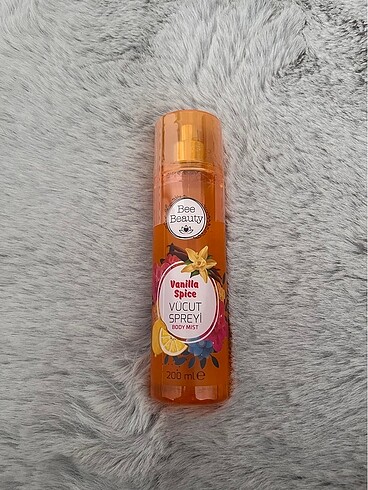 Bee
Beauty
Vanilla
Spice
VÜCUT
SPREYİ
BODY MIST
200 ml ℮